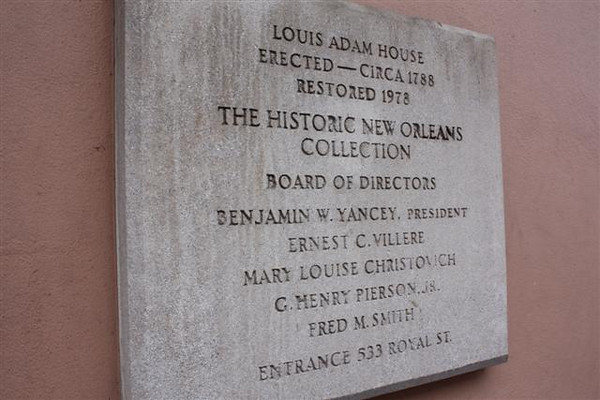 LOUIS ADAM HOUSE
ERECTED — CIRCA 1788
RESTORED 1978
THE HISTORIC NEW ORLEANS
COLLECTION
BOARD OF DIRECTORS
BENJAMIN W. YANCEY, PRESIDENT
ERNEST C. VILLERE
MARY LOUISE CHRISTOVICH
G. HENRY PIERSON, JR.
FRED M. SMITH
ENTRANCE 533 ROYAL ST.